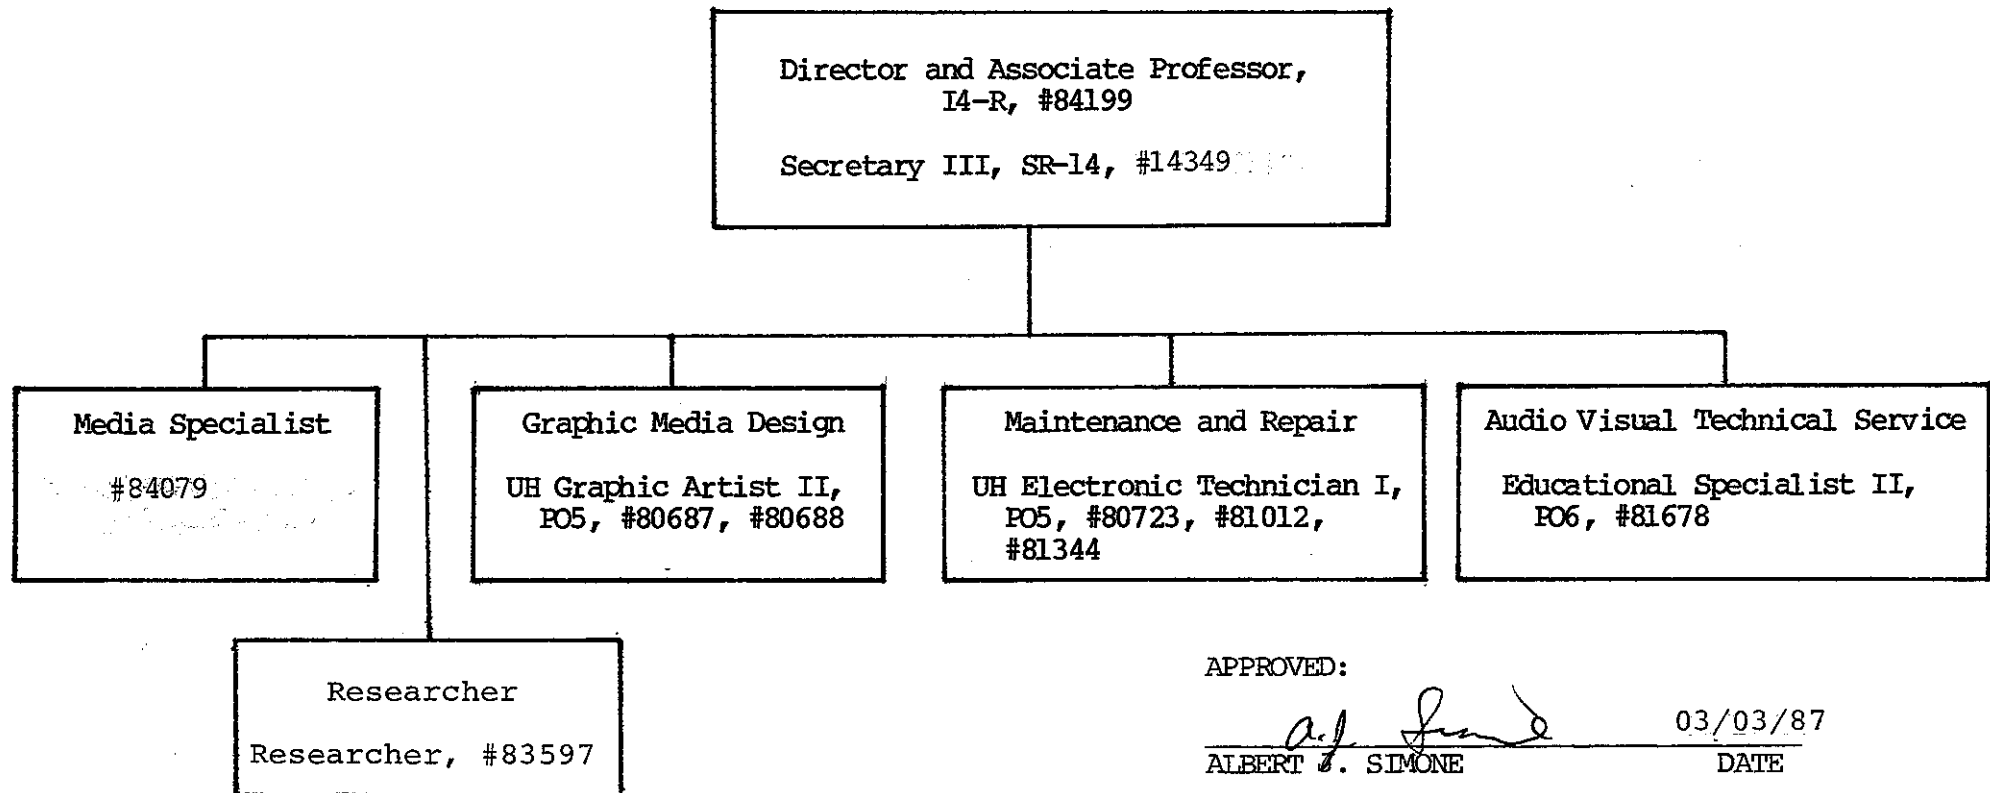 Director and Associate Professor,
I4-R, #84199
Secretary III, SR-14, #14349
Media Specialist
#84079
Graphic Media Design
UH Graphic Artist II,
PO5, #80687, #80688
Maintenance and Repair
UH Electronic Technician I,
PO5, #80723, #81012,
#81344
Audio Visual Technical Service
Educational Specialist II,
PO6, #81678
Researcher
Researcher, #83597
APPROVED:
03/03/87
ALBERT J. SIMONE DATE